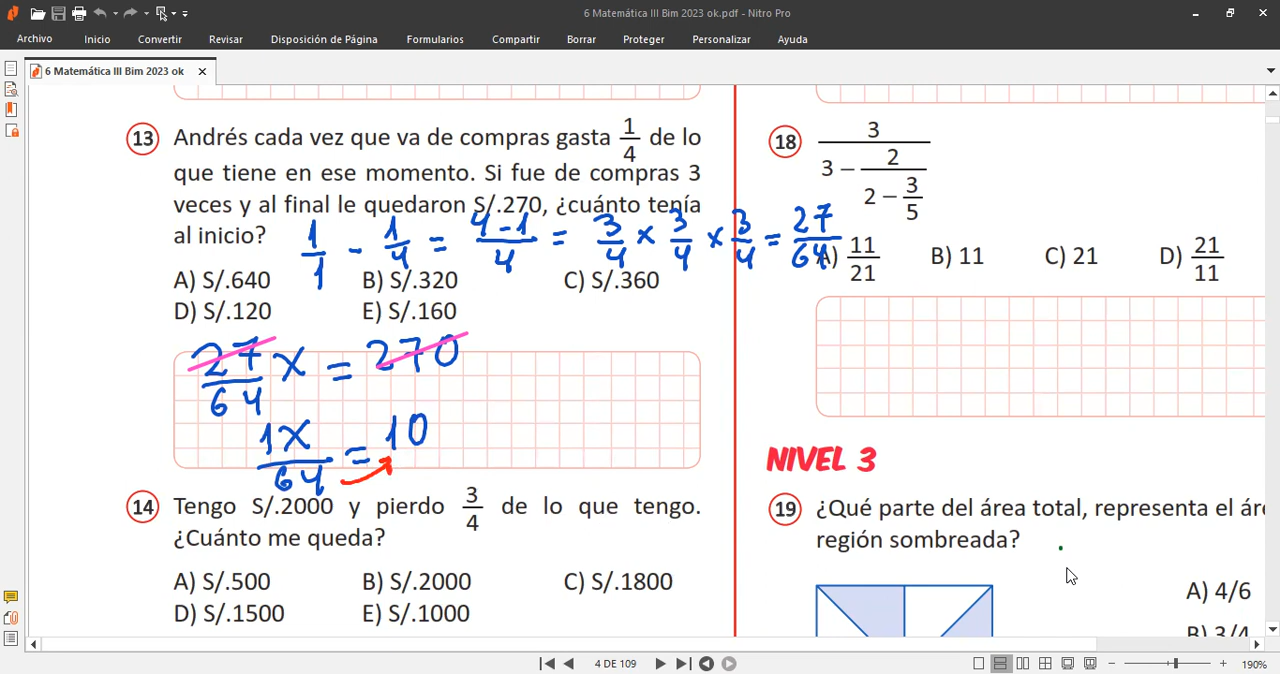 6 Matemática III Bim 2023 ok.pdf - Nitro Pro
Archivo Inicio Convertir Revisar Disposición de Página Formularios Compartir Borrar Proteger Personalizar Ayuda
6 Matemática III Bim 2023 ok
13 Andrés cada vez que va de compras gasta 1/4 de lo
que tiene en ese momento. Si fue de compras 3
veces y al final le quedaron S/.270, ¿cuánto tenía
al inicio?
1/1 - 1/4 = 4-1/4 = 3/4 x 3/4 x 3/4 = 27/64
A) S/.640 B) S/.320 C) S/.360
D) S/.120 E) S/.160
27/64 x = 270
1x/64 = 10
14 Tengo S/.2000 y pierdo 3/4 de lo que tengo.
¿Cuánto me queda?
A) S/.500 B) S/.2000 C) S/.1800
D) S/.1500 E) S/.1000
18 3/(3 - 2/(2 - 3/5))
A) 11/21 B) 11 C) 21 D) 21/11
NIVEL 3
19 ¿Qué parte del área total, representa el áre
región sombreada?
A) 4/6
B) 3/4
4 DE 109
190%